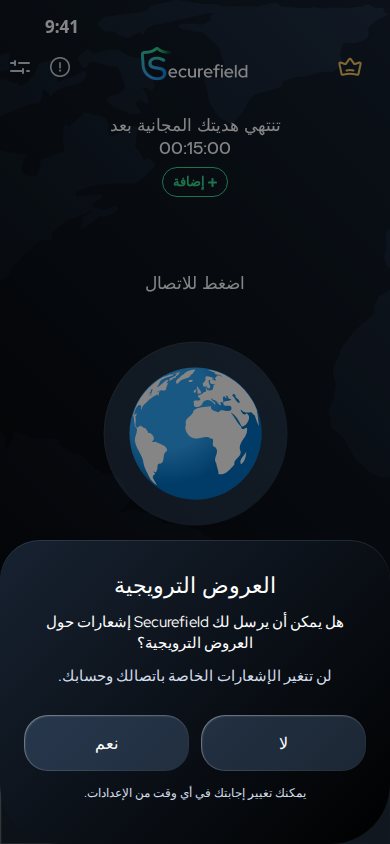 9:41
Securefield
تنتهي هديتك المجانية بعد
00:15:00
+ إضافة
اضغط للاتصال
العروض الترويجية
هل يمكن أن يرسل لك Securefield إشعارات حول
العروض الترويجية؟
لن تتغير الإشعارات الخاصة باتصالك وحسابك.
لا
نعم
يمكنك تغيير إجابتك في أي وقت من الإعدادات.